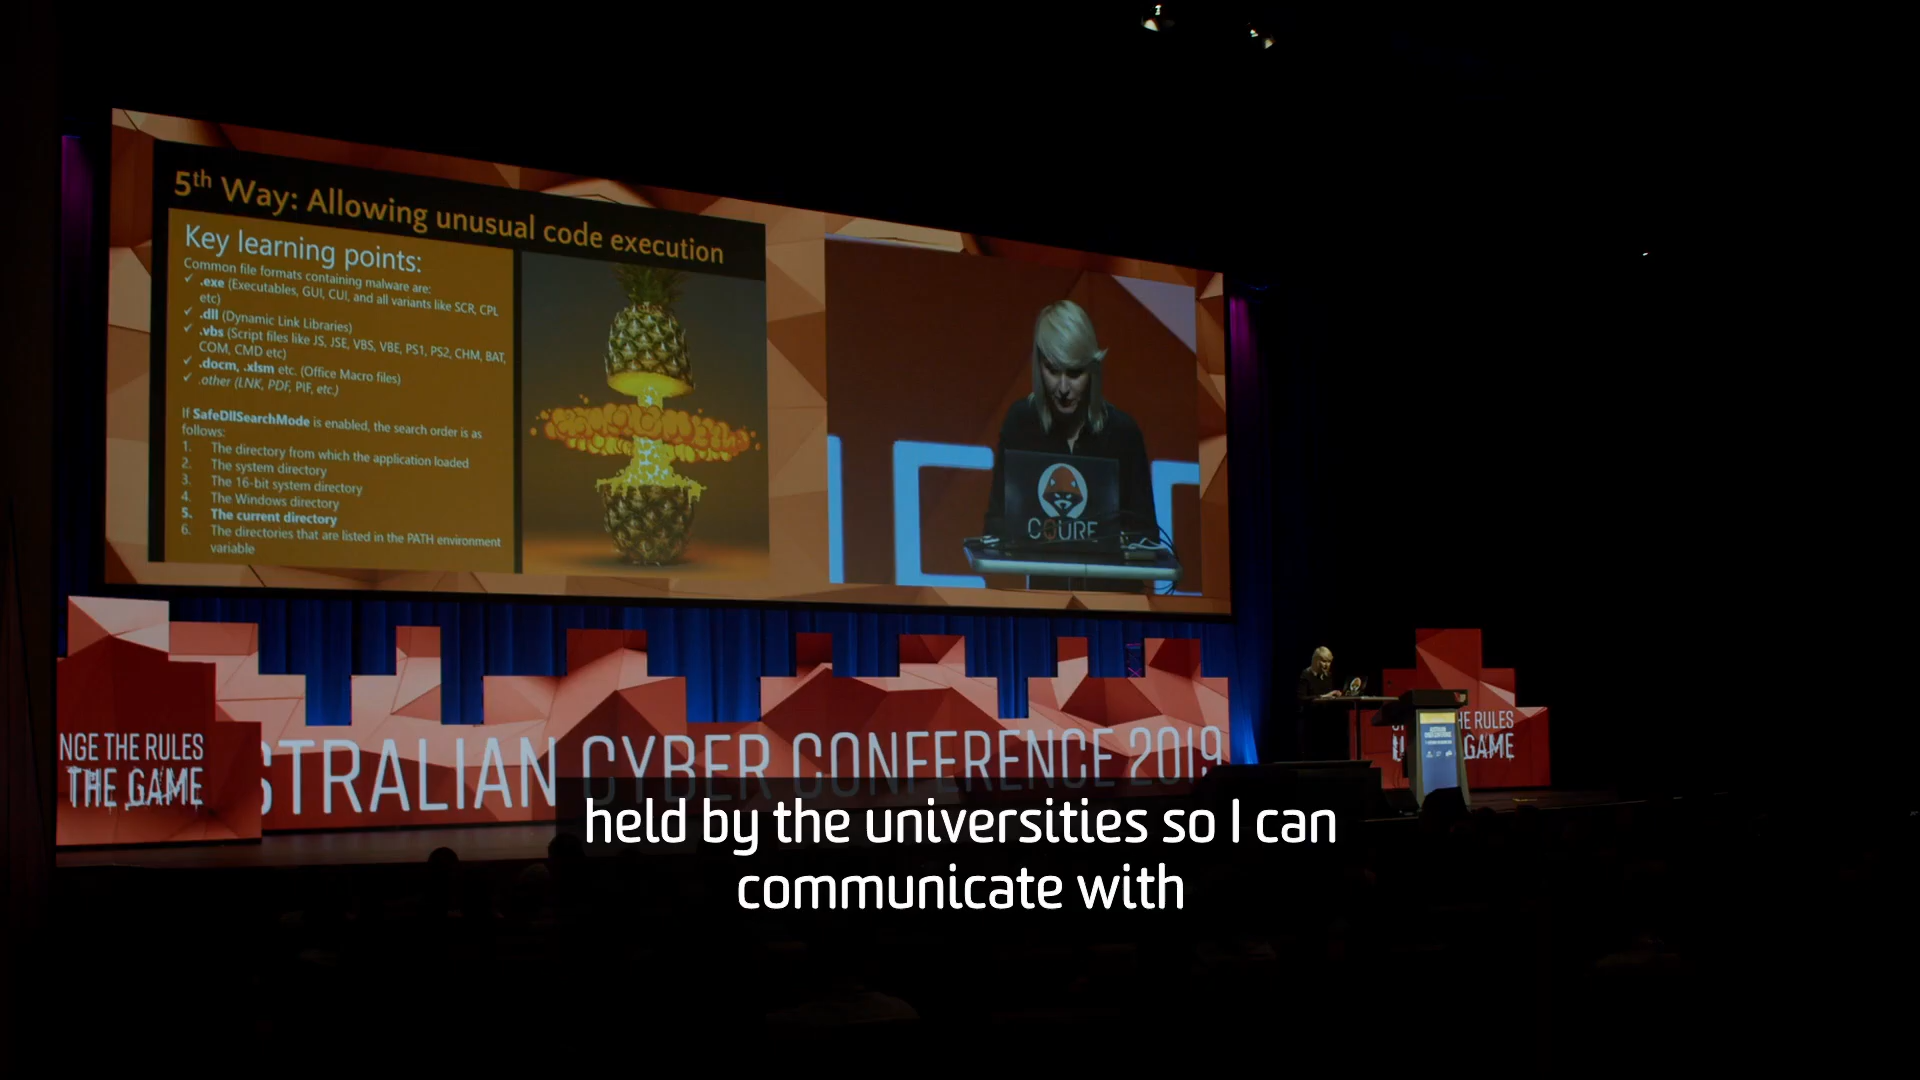 5th Way: Allowing unusual code execution
Key learning points:
Common file formats containing malware are:
✓ .exe (Executables, GUI, CUI, and all variants like SCR, CPL
etc)
✓ .dll (Dynamic Link Libraries)
✓ .vbs (Script files like JS, JSE, VBS, VBE, PS1, PS2, CHM, BAT,
COM, CMD etc)
✓ .docm, .xlsm etc. (Office Macro files)
✓ .other (LNK, PDF, PIF, etc.)
If SafeDllSearchMode is enabled, the search order is as
follows:
1. The directory from which the application loaded
2. The system directory
3. The 16-bit system directory
4. The Windows directory
5. The current directory
6. The directories that are listed in the PATH environment
variable
CQURE
NGE THE RULES
THE GAME
STRALIAN CYBER CONFERENCE 2019
HE RULES
GAME
held by the universities so I can
communicate with